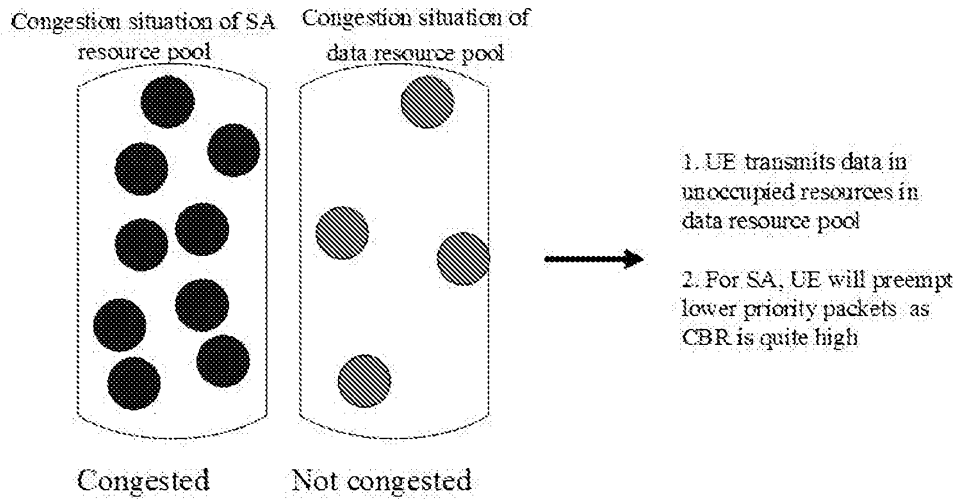 Congestion situation of SA
resource pool
Congestion situation of
data resource pool
1. UE transmits data in
unoccupied resources in
data resource pool
2. For SA, UE will preempt
lower priority packets as
CBR is quite high
Congested
Not congested